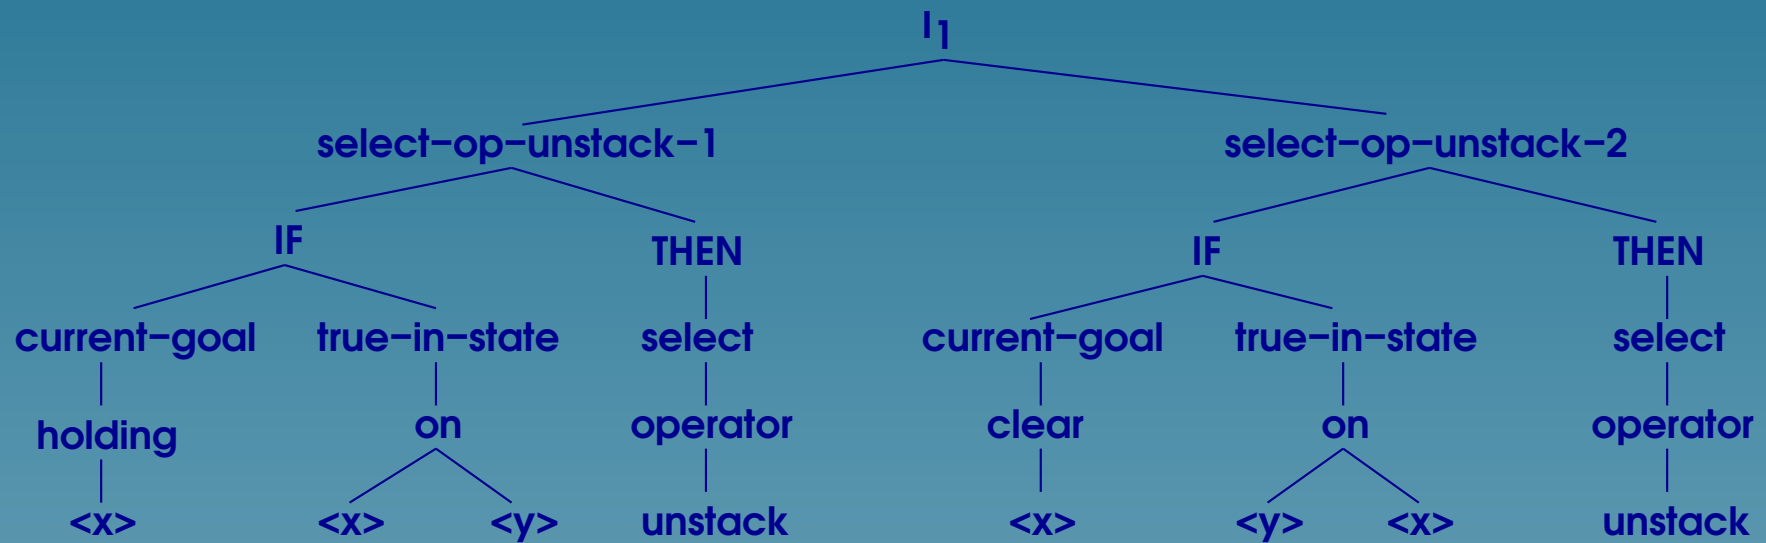 I1
select-op-unstack-1 select-op-unstack-2
IF THEN IF THEN
current-goal true-in-state select current-goal true-in-state select
holding on operator clear on operator
<x> <x> <y> unstack <x> <y> <x> unstack